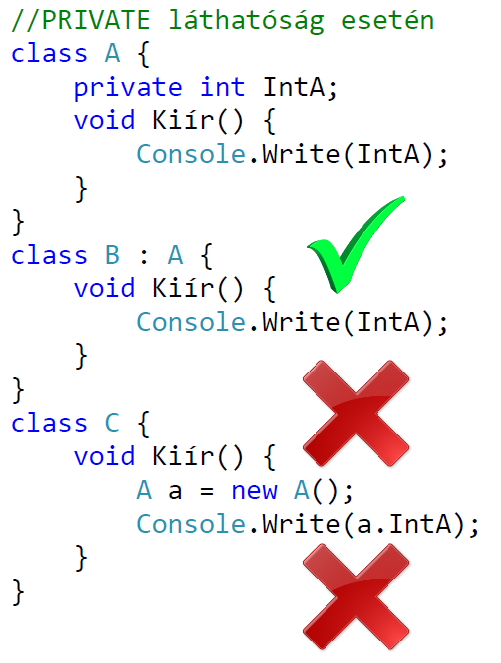 //PRIVATE láthatóság esetén
class A {
    private int IntA;
    void Kiír() {
        Console.Write(IntA);
    }
}
class B : A {
    void Kiír() {
        Console.Write(IntA);
    }
}
class C {
    void Kiír() {
        A a = new A();
        Console.Write(a.IntA);
    }
}